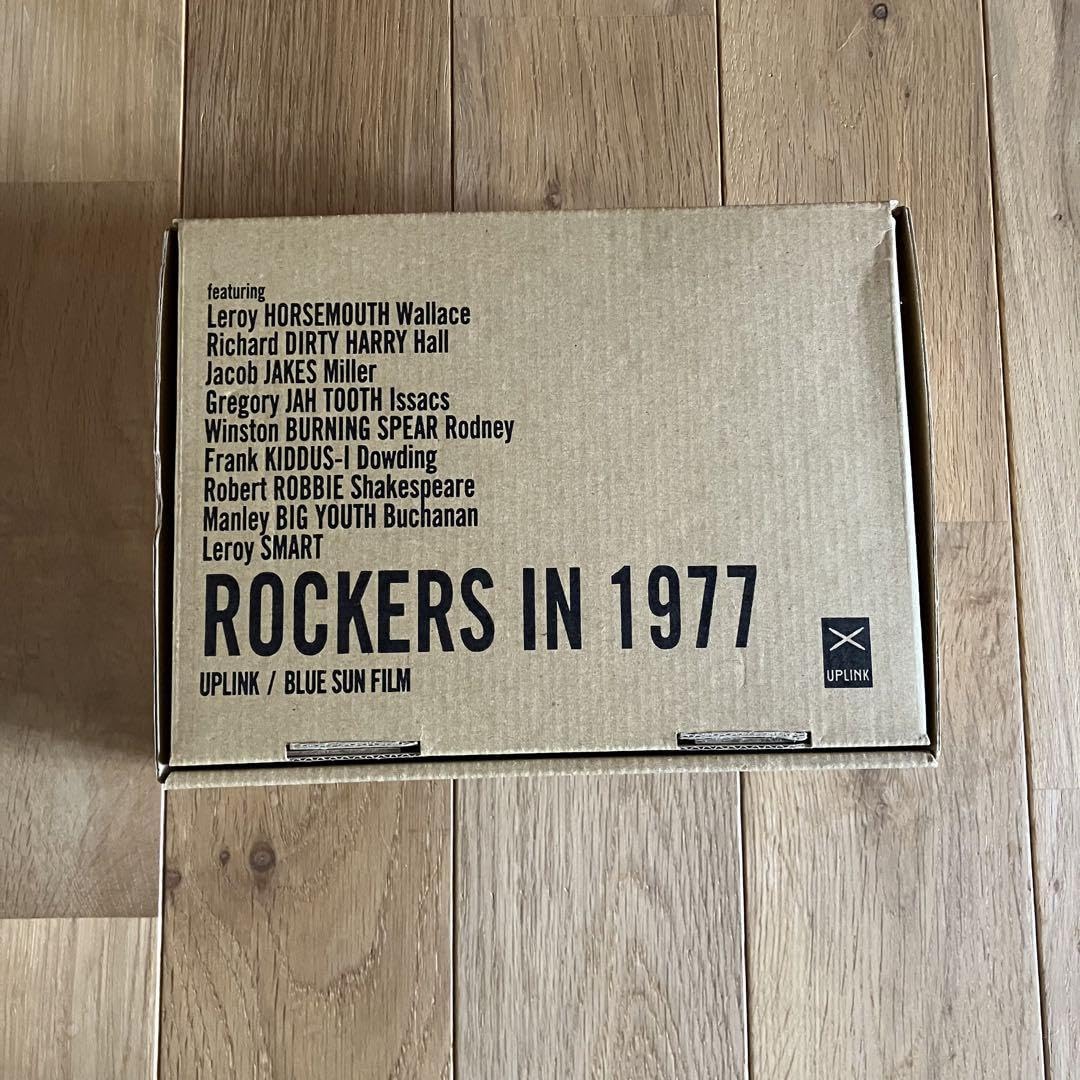 featuring
Leroy HORSEMOUTH Wallace
Richard DIRTY HARRY Hall
Jacob JAKES Miller
Gregory JAH TOOTH Issacs
Winston BURNING SPEAR Rodney
Frank KIDDUS-I Dowding
Robert ROBBIE Shakespeare
Manley BIG YOUTH Buchanan
Leroy SMART
ROCKERS IN 1977
UPLINK / BLUE SUN FILM
UPLINK